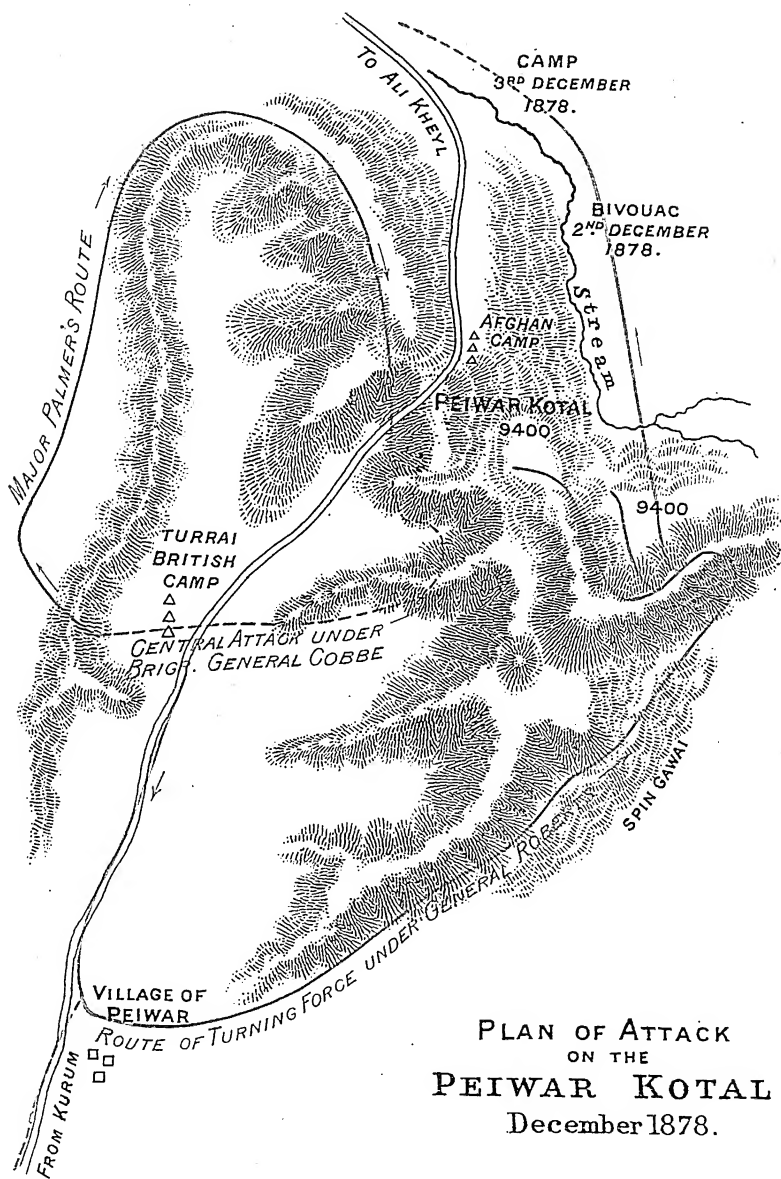 CAMP
3RD DECEMBER
1878.
TO ALI KHEYL
BIVOUAC
2ND DECEMBER
1878.
Stream
MAJOR PALMER'S ROUTE
AFGHAN
CAMP
PEIWAR KOTAL
9400
9400
TURRAI
BRITISH
CAMP
CENTRAL ATTACK UNDER
BRIGR. GENERAL COBBE
SPIN GAWAI
ROUTE OF TURNING FORCE UNDER GENERAL ROBERTS
VILLAGE OF
PEIWAR
FROM KURUM
PLAN OF ATTACK
ON THE
PEIWAR KOTAL
December 1878.